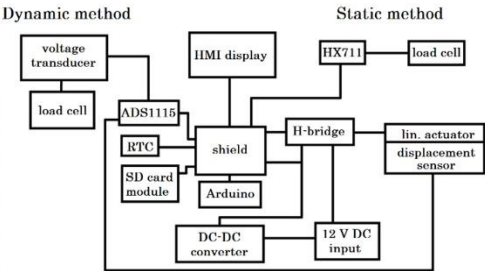 Dynamic method
Static method
voltage
transducer
HMI display
HX711
load cell
load cell
ADS1115
H-bridge
lin. actuator
RTC
shield
displacement
sensor
SD card
module
Arduino
DC-DC
converter
12 V DC
input